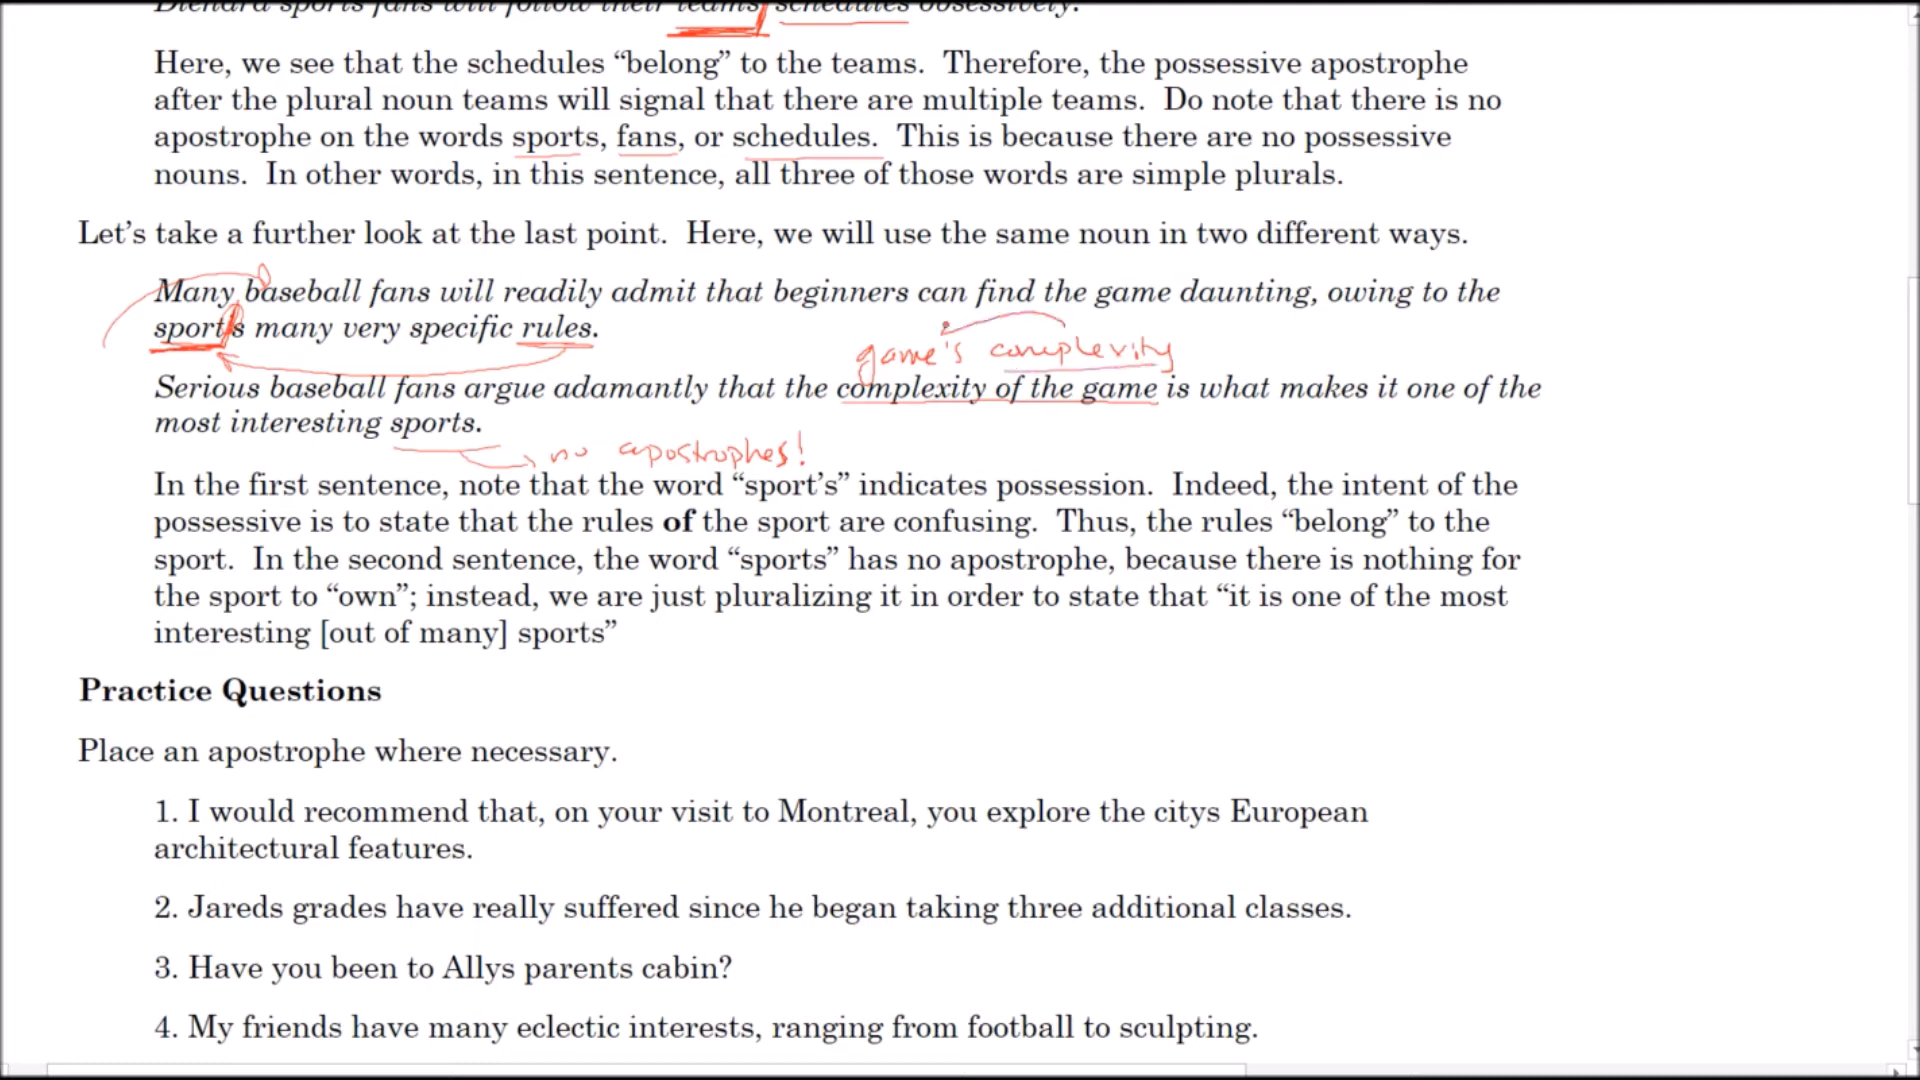 Diehard sports fans will follow their teams' schedules obsessively.
Here, we see that the schedules “belong” to the teams.  Therefore, the possessive apostrophe
after the plural noun teams will signal that there are multiple teams.  Do note that there is no
apostrophe on the words sports, fans, or schedules.  This is because there are no possessive
nouns.  In other words, in this sentence, all three of those words are simple plurals.
Let’s take a further look at the last point.  Here, we will use the same noun in two different ways.
Many baseball fans will readily admit that beginners can find the game daunting, owing to the
sport's many very specific rules.
game's complexity
Serious baseball fans argue adamantly that the complexity of the game is what makes it one of the
most interesting sports.
no apostrophes!
In the first sentence, note that the word “sport’s” indicates possession.  Indeed, the intent of the
possessive is to state that the rules of the sport are confusing.  Thus, the rules “belong” to the
sport.  In the second sentence, the word “sports” has no apostrophe, because there is nothing for
the sport to “own”; instead, we are just pluralizing it in order to state that “it is one of the most
interesting [out of many] sports”
Practice Questions
Place an apostrophe where necessary.
1. I would recommend that, on your visit to Montreal, you explore the citys European
architectural features.
2. Jareds grades have really suffered since he began taking three additional classes.
3. Have you been to Allys parents cabin?
4. My friends have many eclectic interests, ranging from football to sculpting.